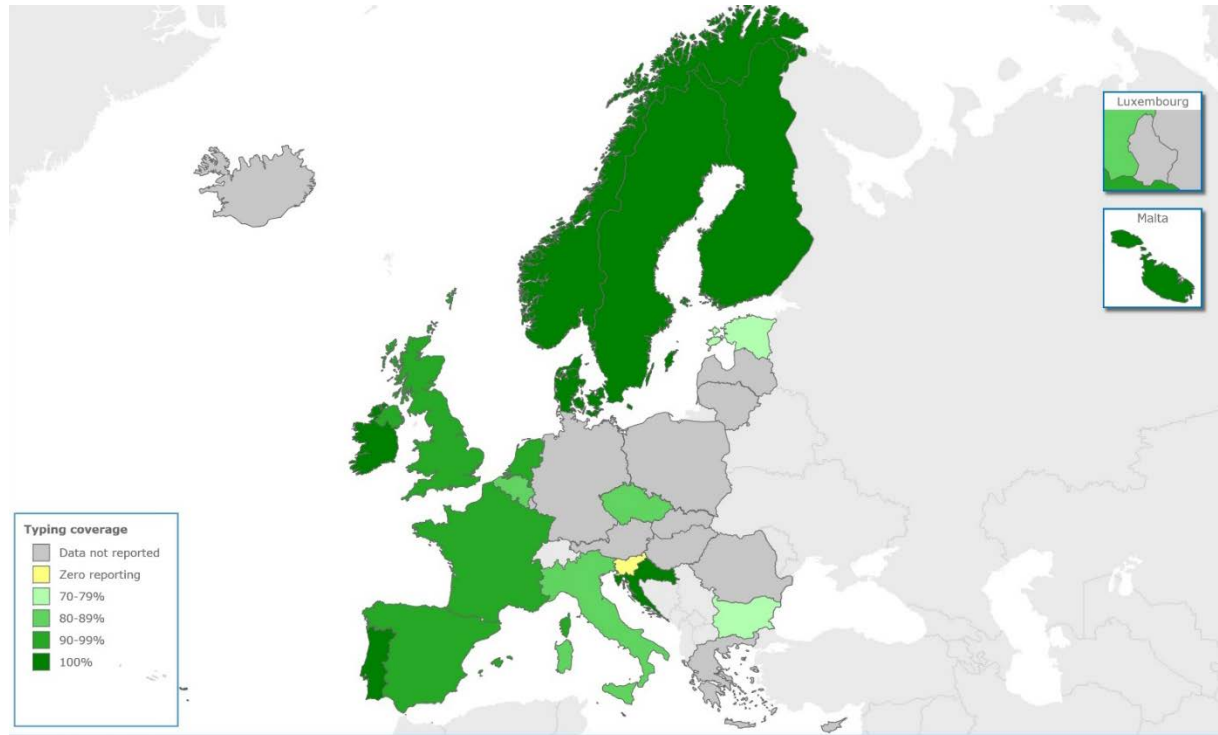 Luxembourg
Malta
Typing coverage
Data not reported
Zero reporting
70-79%
80-89%
90-99%
100%